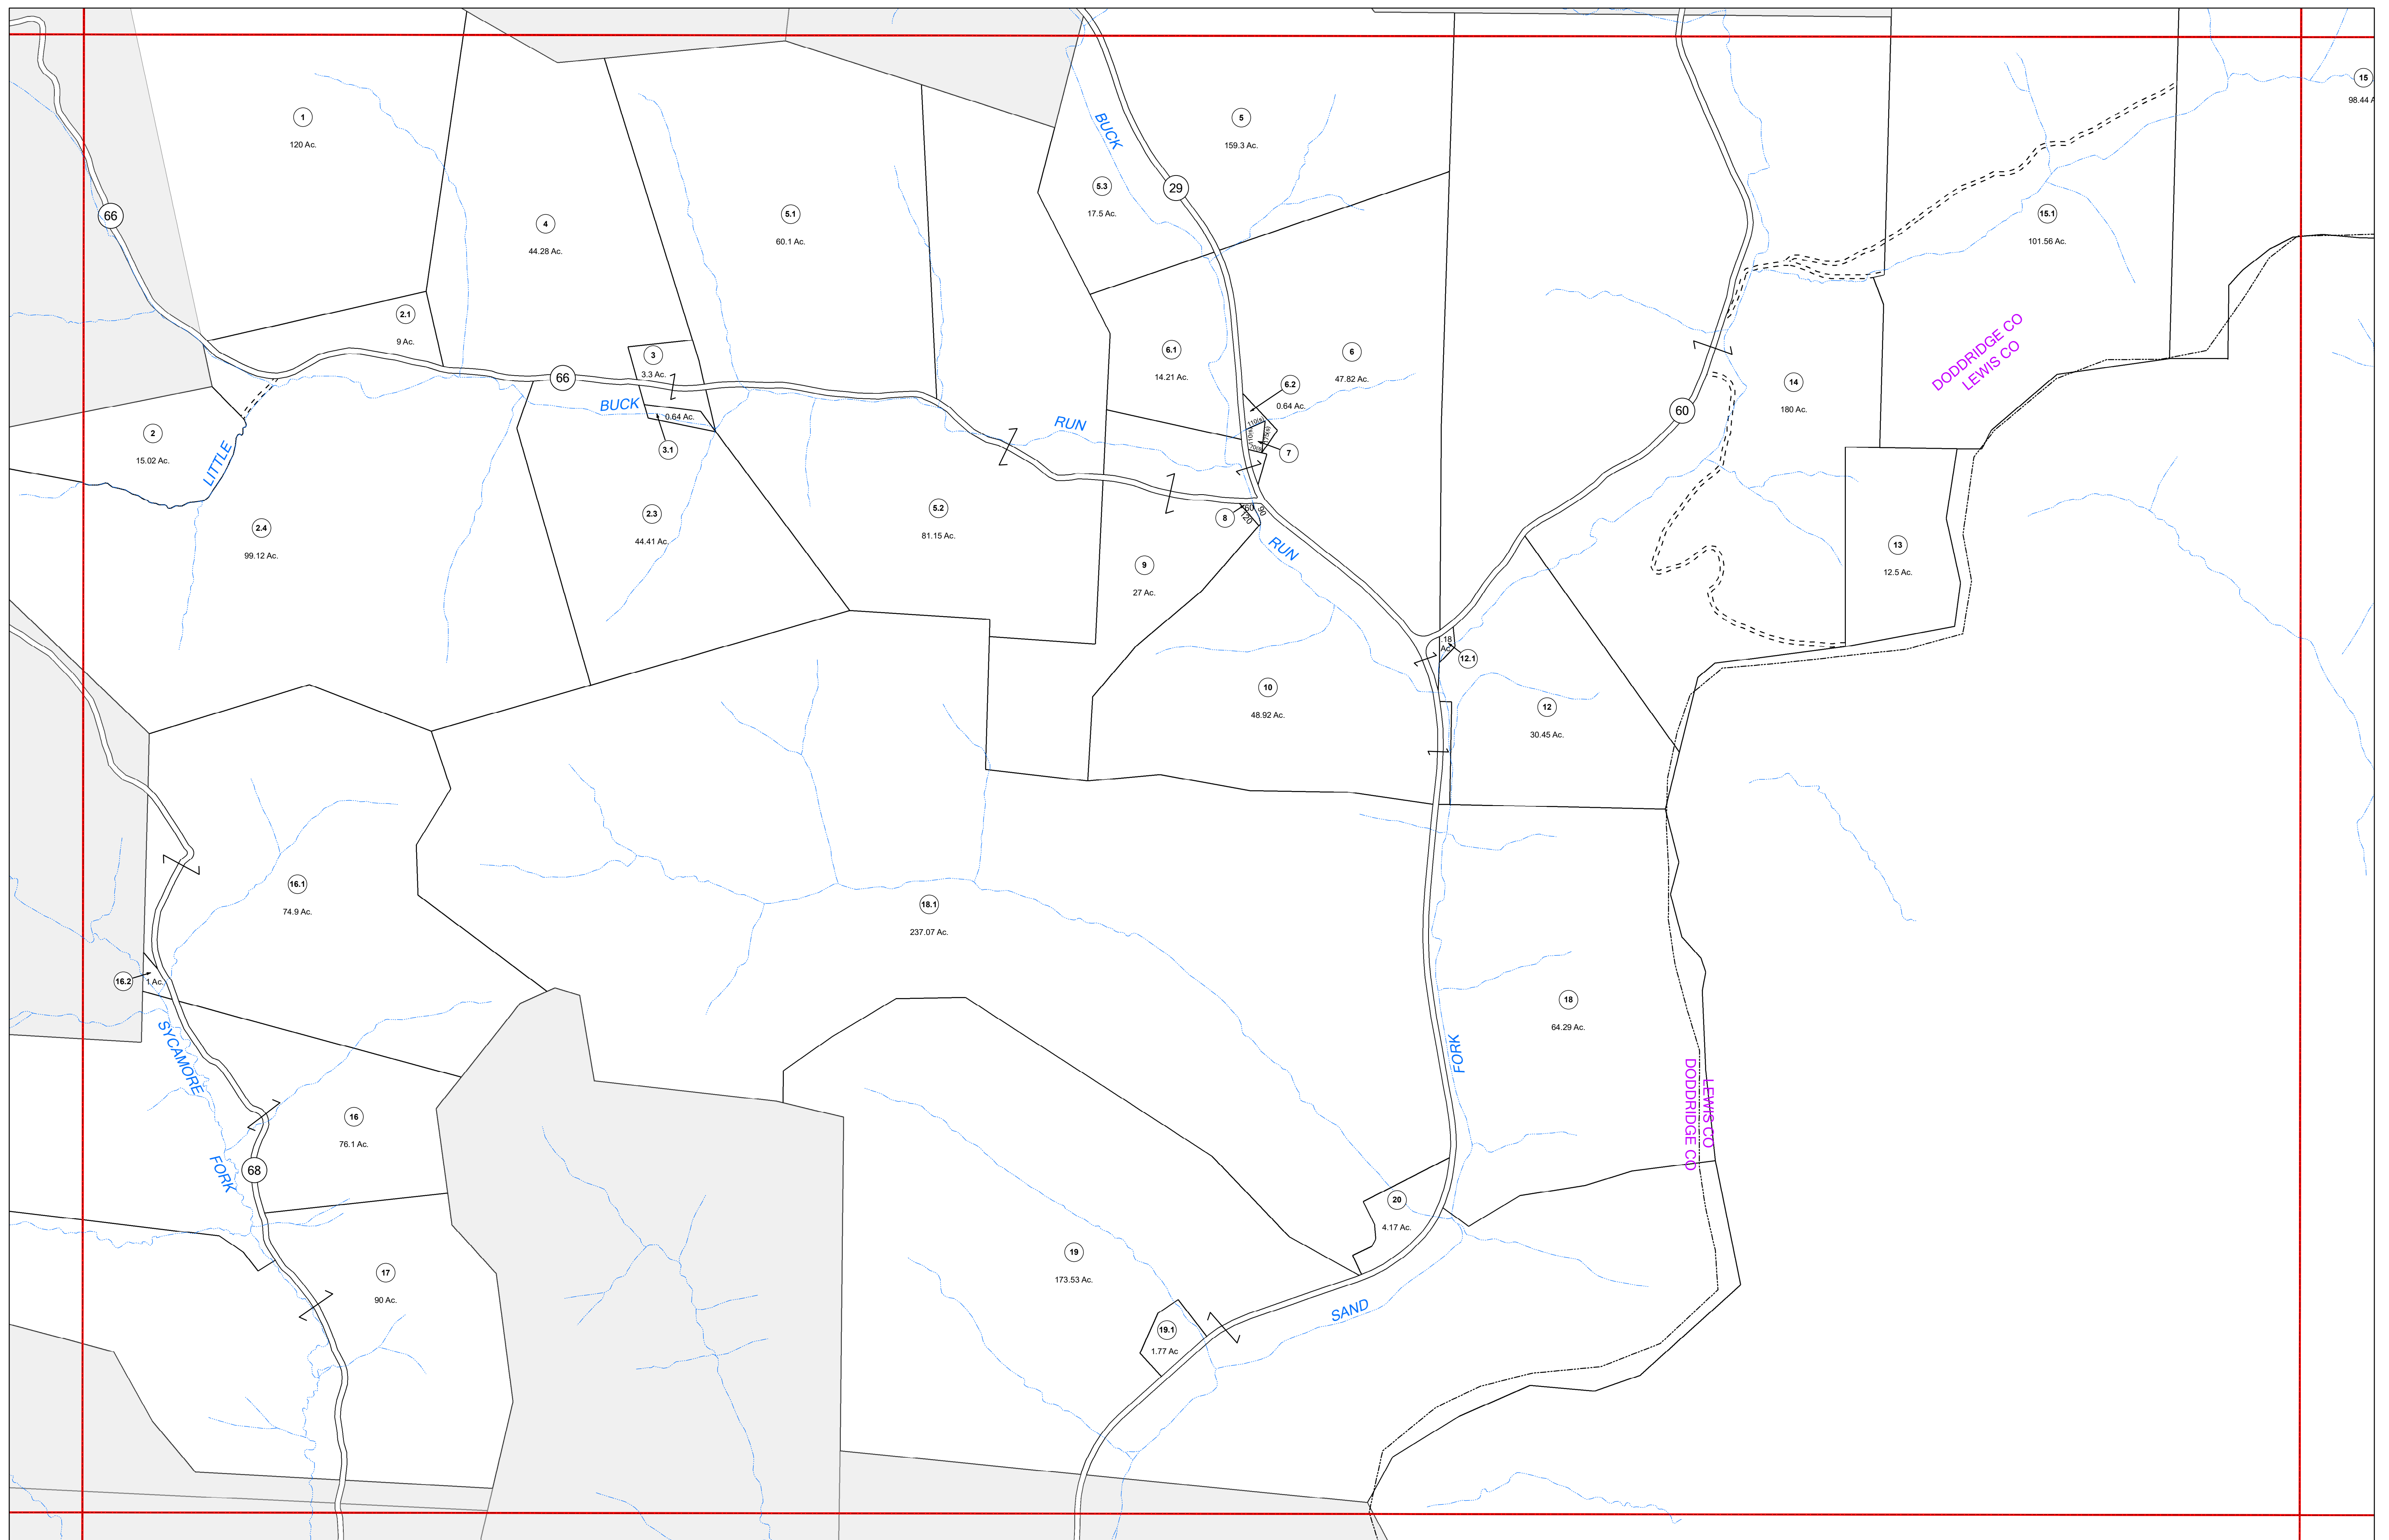 1
120 Ac.
66
2.1
9 Ac.
4
44.28 Ac.
5.1
60.1 Ac.
BUCK
5
159.3 Ac.
5.3
17.5 Ac.
29
15
15.1
101.56 Ac.
3
3.3 Ac.
66
BUCK
0.64 Ac.
3.1
RUN
6.1
14.21 Ac.
6
47.82 Ac.
6.2
0.64 Ac.
7
60
14
180 Ac.
DODDRIDGE CO
LEWIS CO
2
15.02 Ac.
LITTLE
2.4
99.12 Ac.
2.3
44.41 Ac.
5.2
81.15 Ac.
8
60
90
120
RUN
9
27 Ac.
13
12.5 Ac.
.18
Ac.
12.1
10
48.92 Ac.
12
30.45 Ac.
16.1
74.9 Ac.
18.1
237.07 Ac.
16.2
1 Ac.
SYCAMORE
FORK
18
64.29 Ac.
FORK
LEWIS CO
DODDRIDGE CO
16
76.1 Ac.
68
20
4.17 Ac.
17
90 Ac.
19
173.53 Ac.
19.1
1.77 Ac
SAND